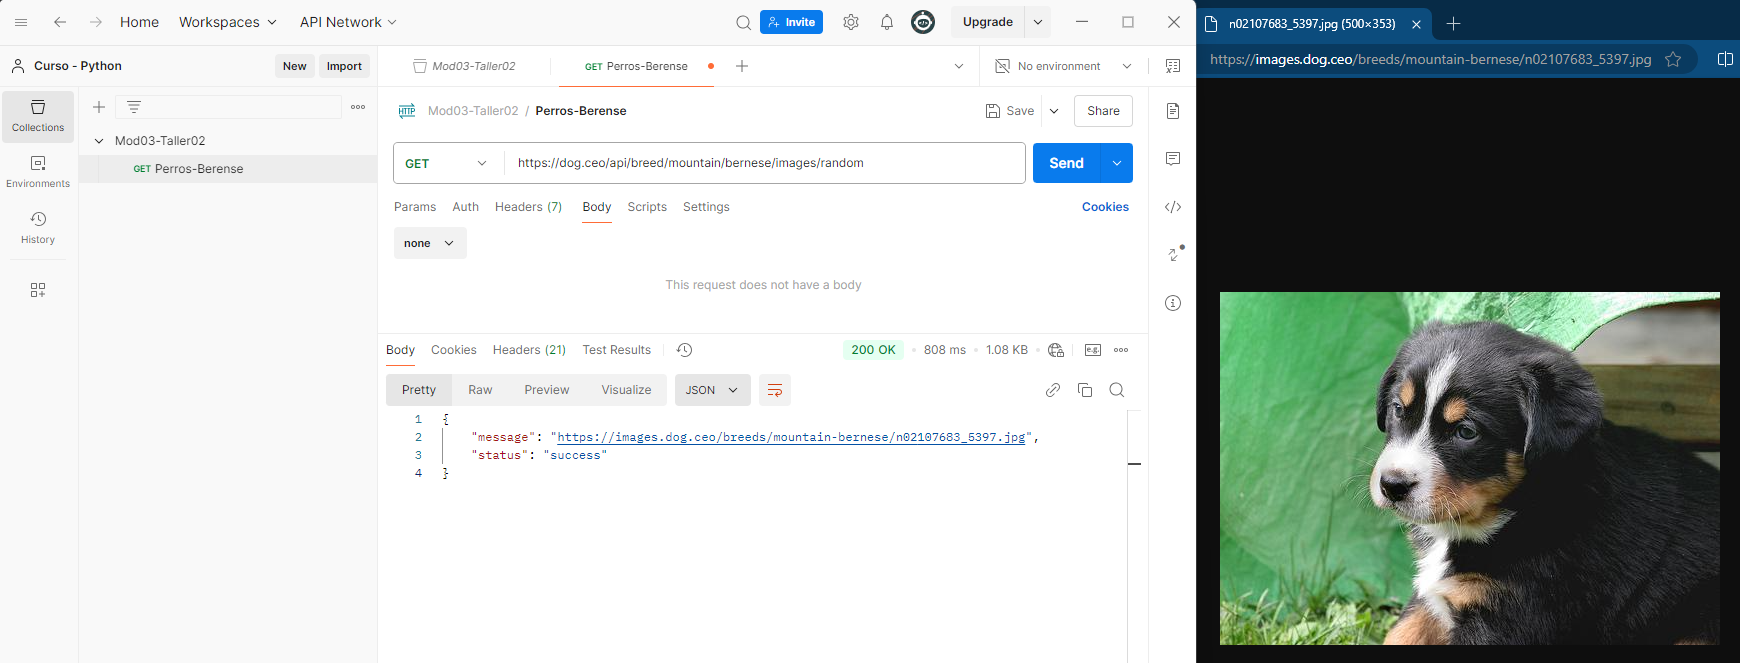 Home Workspaces API Network Invite Upgrade
Curso - Python New Import
Mod03-Taller02 GET Perros-Berense No environment
Collections
Environments
History
Mod03-Taller02
GET Perros-Berense
HTTP Mod03-Taller02 / Perros-Berense Save Share
GET https://dog.ceo/api/breed/mountain/bernese/images/random Send
Params Auth Headers (7) Body Scripts Settings Cookies
none
This request does not have a body
Body Cookies Headers (21) Test Results 200 OK 808 ms 1.08 KB e.g.
Pretty Raw Preview Visualize JSON
1 {
2 "message": "https://images.dog.ceo/breeds/mountain-bernese/n02107683_5397.jpg",
3 "status": "success"
4 }
n02107683_5397.jpg (500×353)
https://images.dog.ceo/breeds/mountain-bernese/n02107683_5397.jpg